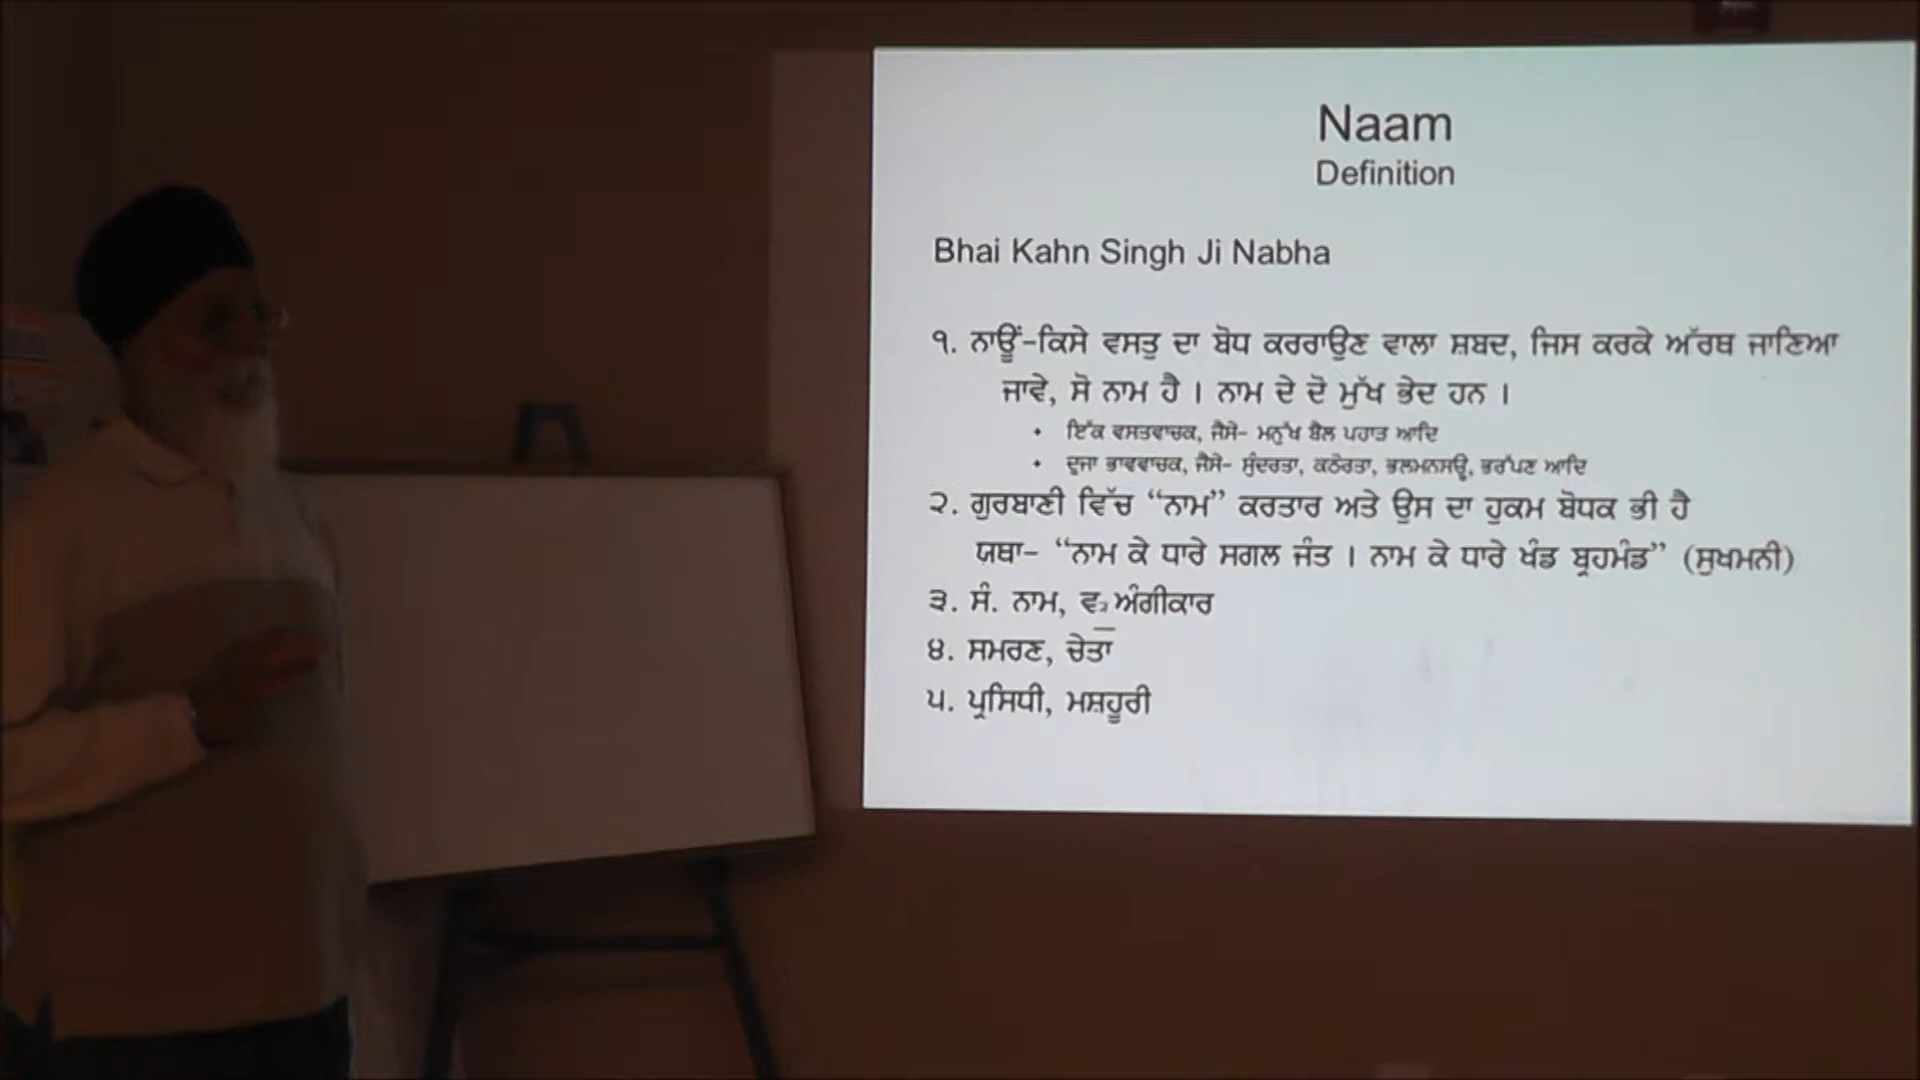 Naam
Definition
Bhai Kahn Singh Ji Nabha
੧. ਨਾਊਂ-ਕਿਸੇ ਵਸਤੁ ਦਾ ਬੋਧ ਕਰਰਾਉਣ ਵਾਲਾ ਸ਼ਬਦ, ਜਿਸ ਕਰਕੇ ਅੱਰਥ ਜਾਣਿਆ
ਜਾਵੇ, ਸੋ ਨਾਮ ਹੈ । ਨਾਮ ਦੇ ਦੋ ਮੁੱਖ ਭੇਦ ਹਨ ।
• ਇੱਕ ਵਸਤਵਾਚਕ, ਜੈਸੇ- ਮਨੁੱਖ ਬੈਲ ਪਹਾੜ ਆਦਿ
• ਦੂਜਾ ਭਾਵਵਾਚਕ, ਜੈਸੇ- ਸੁੰਦਰਤਾ, ਕਠੋਰਤਾ, ਭਲਮਨਸਊ, ਭਰੱਪਣ ਆਦਿ
੨. ਗੁਰਬਾਣੀ ਵਿੱਚ “ਨਾਮ” ਕਰਤਾਰ ਅਤੇ ਉਸ ਦਾ ਹੁਕਮ ਬੋਧਕ ਭੀ ਹੈ
ਯਥਾ- “ਨਾਮ ਕੇ ਧਾਰੇ ਸਗਲ ਜੰਤ । ਨਾਮ ਕੇ ਧਾਰੇ ਖੰਡ ਬ੍ਰਹਮੰਡ” (ਸੁਖਮਨੀ)
੩. ਸੰ. ਨਾਮ, ਅੰਗੀਕਾਰ
੪. ਸਮਰਣ, ਚੇਤਾ
੫. ਪ੍ਰਸਿਧੀ, ਮਸ਼ਹੂਰੀ